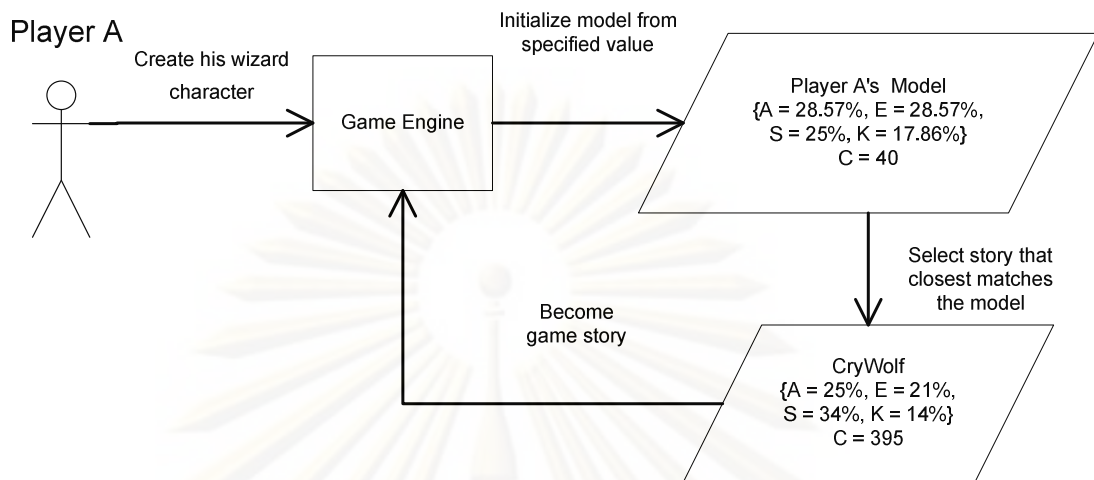 Player A
Create his wizard
character
Game Engine
Initialize model from
specified value
Player A's Model
{A = 28.57%, E = 28.57%,
S = 25%, K = 17.86%}
C = 40
Select story that
closest matches
the model
CryWolf
{A = 25%, E = 21%,
S = 34%, K = 14%}
C = 395
Become
game story